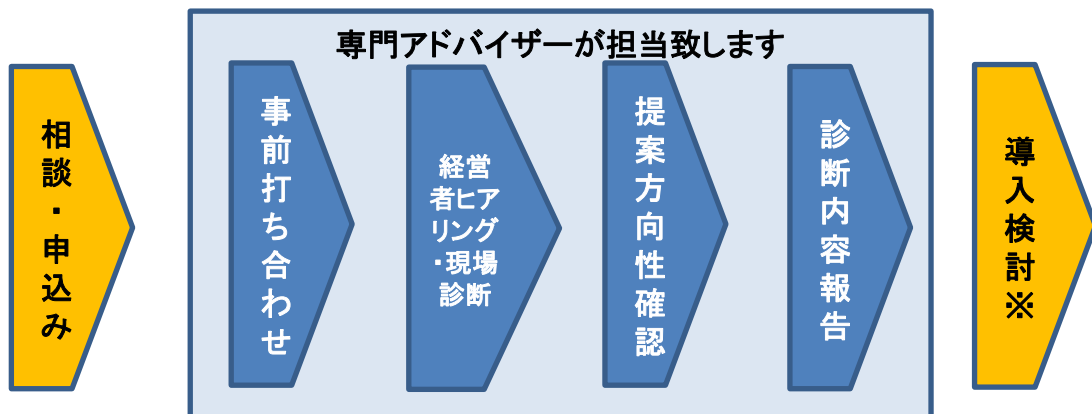 専門アドバイザーが担当致します
相談・申込み
事前打ち合わせ
経営
者ヒア
リング
・現場
診断
提案方向性確認
診断内容報告
導入検討※